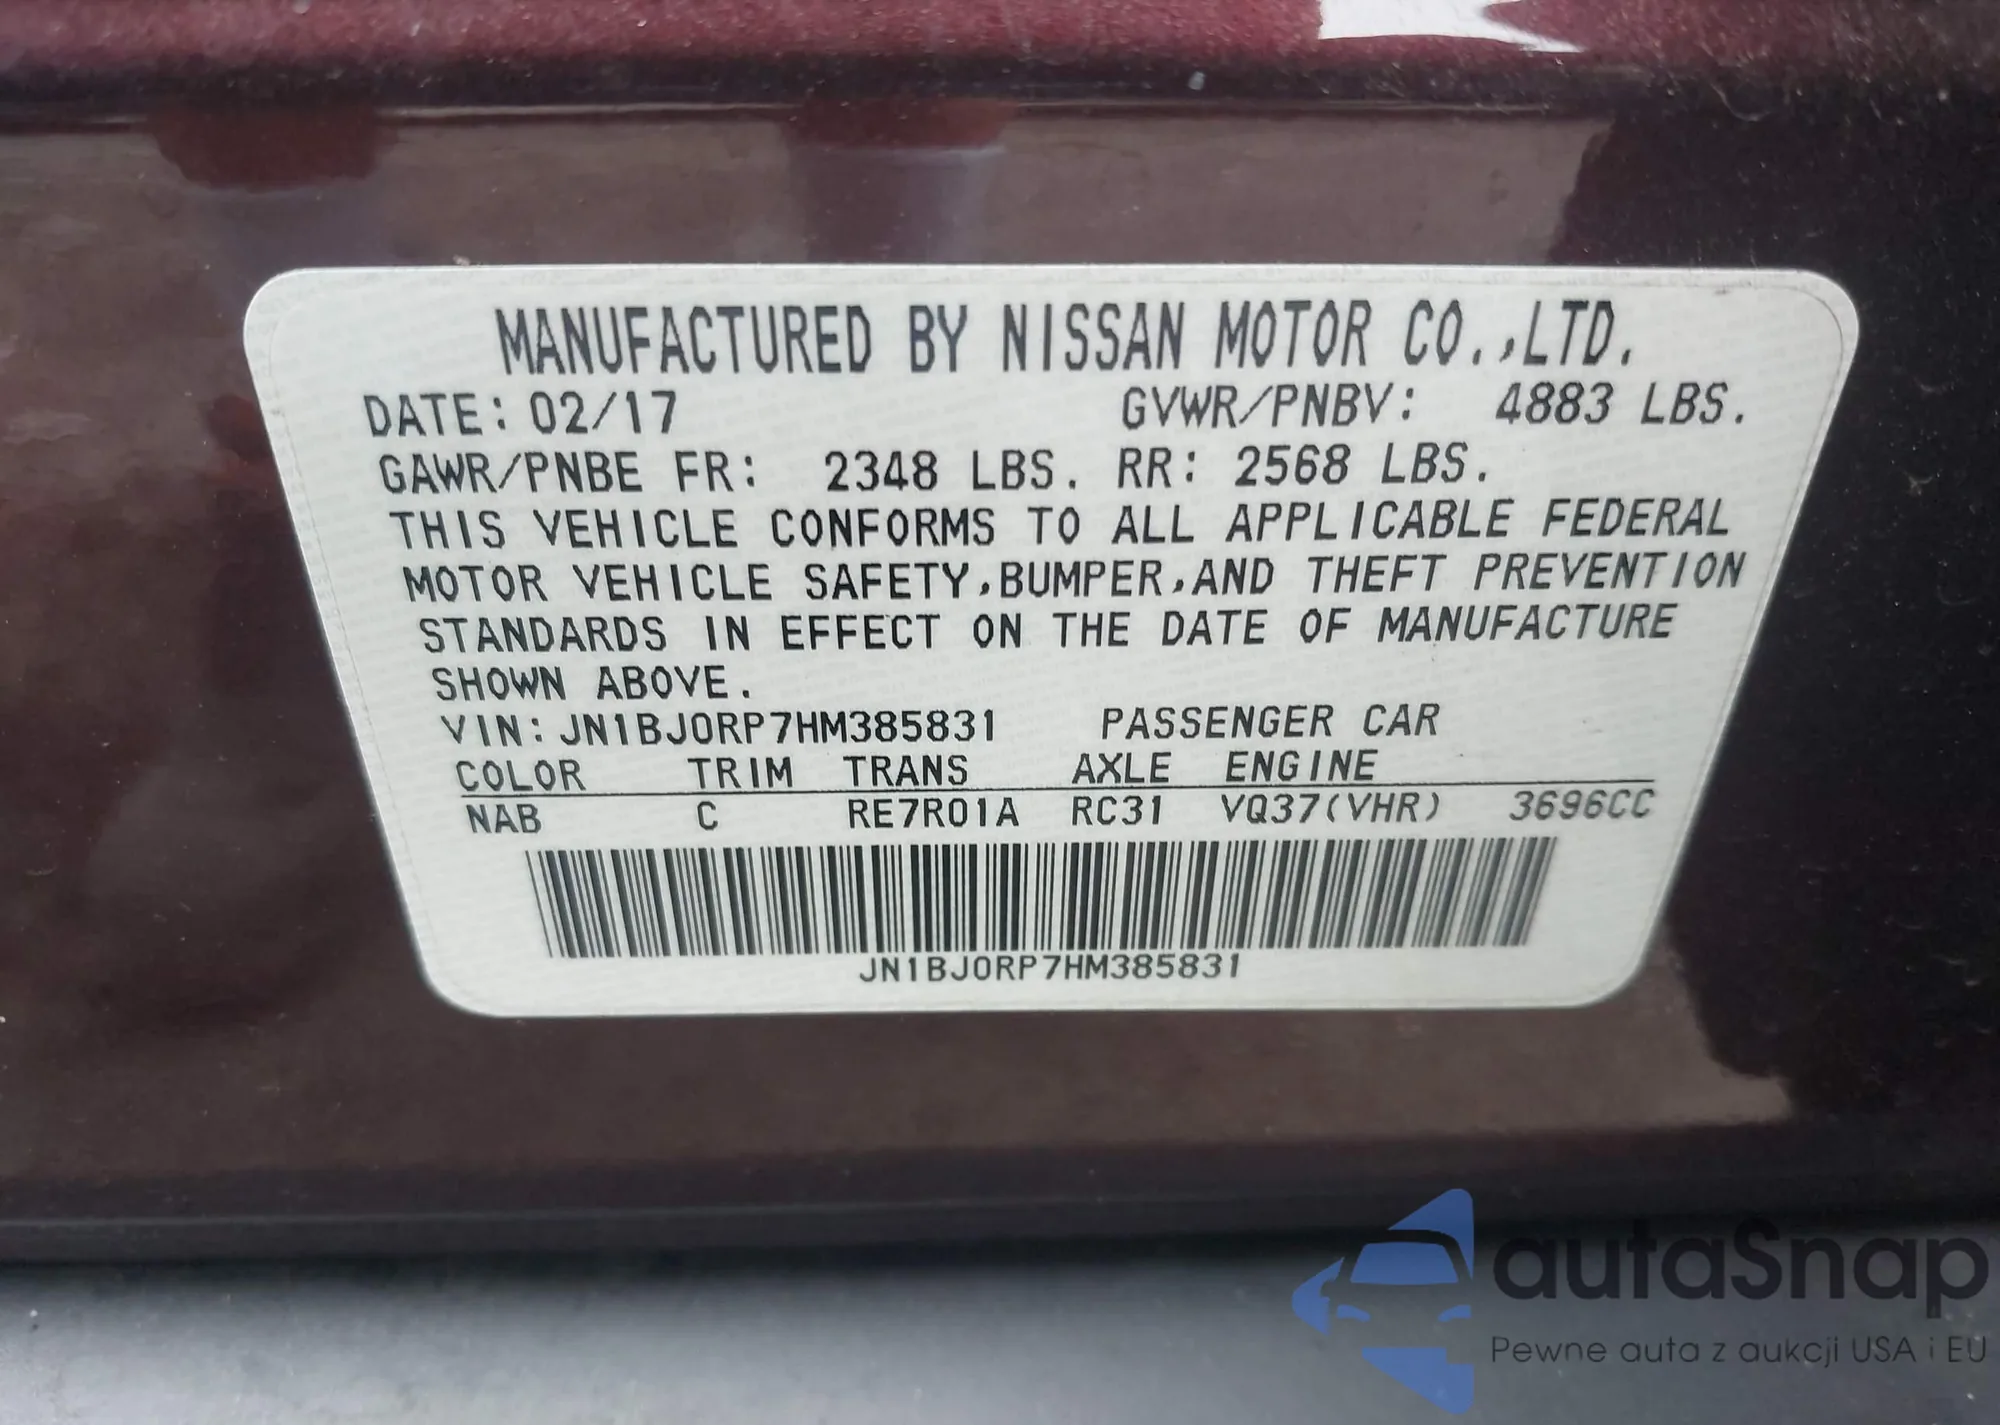 MANUFACTURED BY NISSAN MOTOR CO.,LTD.
DATE: 02/17 GVWR/PNBV: 4883 LBS.
GAWR/PNBE FR: 2348 LBS. RR: 2568 LBS.
THIS VEHICLE CONFORMS TO ALL APPLICABLE FEDERAL
MOTOR VEHICLE SAFETY,BUMPER,AND THEFT PREVENTION
STANDARDS IN EFFECT ON THE DATE OF MANUFACTURE
SHOWN ABOVE.
VIN: JN1BJ0RP7HM385831 PASSENGER CAR
COLOR TRIM TRANS AXLE ENGINE
NAB C RE7R01A RC31 VQ37(VHR) 3696CC
JN1BJ0RP7HM385831
autaSnap
Pewne auta z aukcji USA i EU